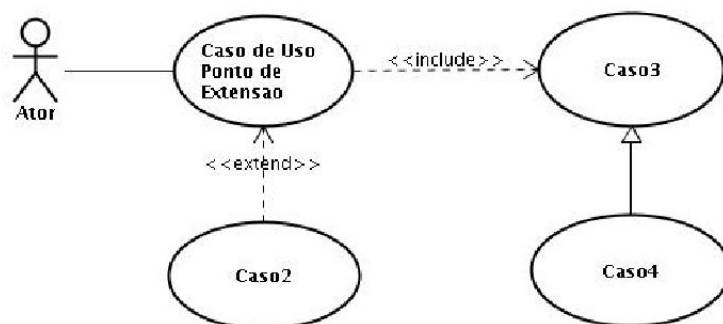 Caso de Uso
Ponto de
Extensao
<<include>>
Caso3
Ator
<<extend>>
Caso2
Caso4